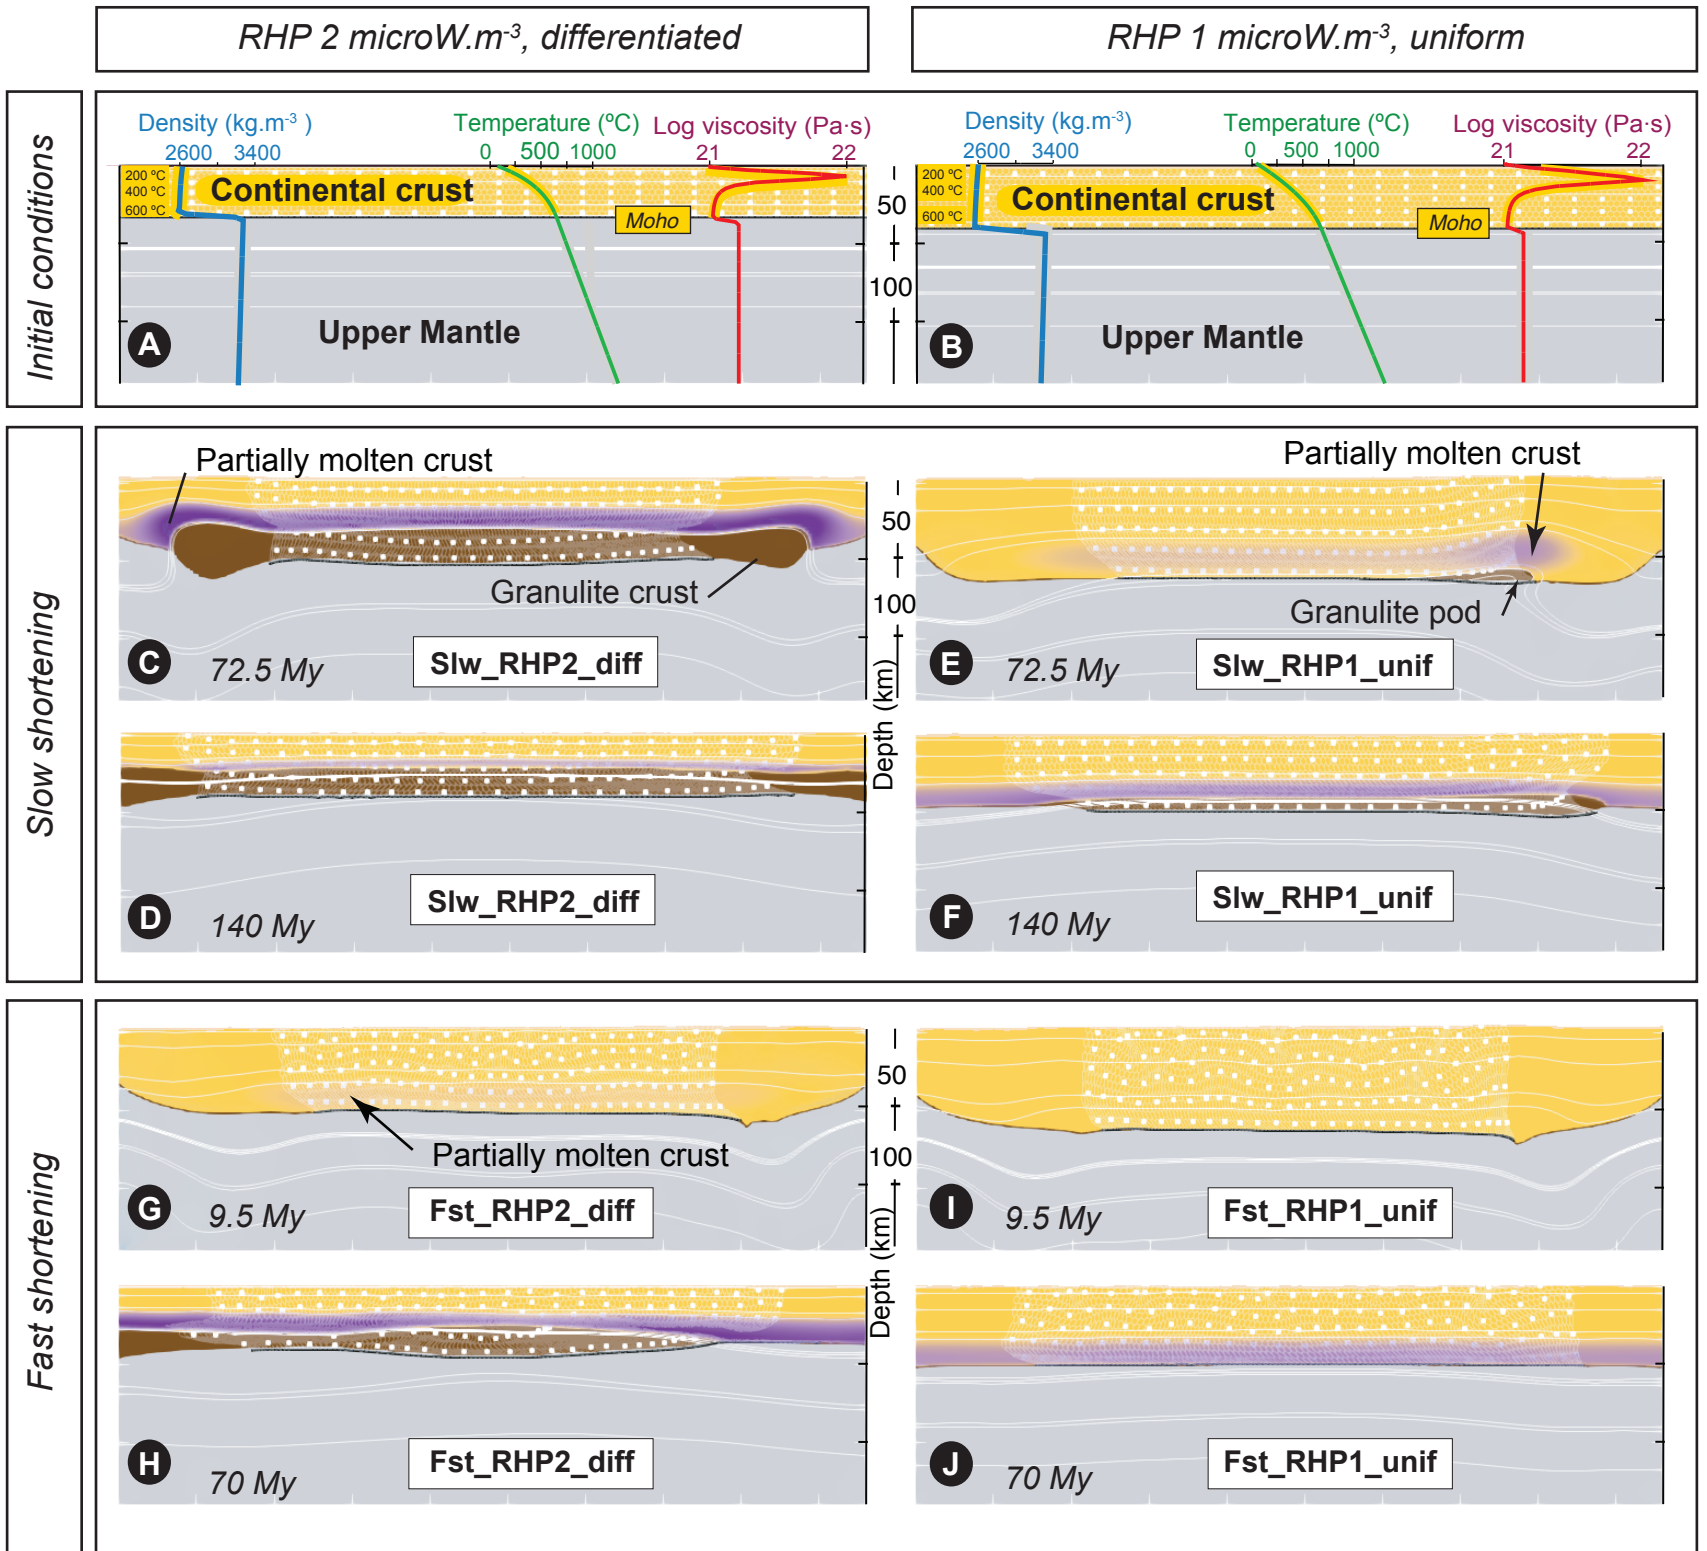 RHP 2 microW.m-3, differentiated
RHP 1 microW.m-3, uniform
Initial conditions
Density (kg.m-3 )
Temperature (ºC)
Log viscosity (Pa·s)
2600 3400
0 500 1000
21 22
200 ºC
400 ºC
600 ºC
Continental crust
Moho
Upper Mantle
A
50
100
Density (kg.m-3)
Temperature (ºC)
Log viscosity (Pa·s)
2600 3400
0 500 1000
21 22
200 ºC
400 ºC
600 ºC
Continental crust
Moho
Upper Mantle
B
Slow shortening
Partially molten crust
Granulite crust
C
72.5 My
Slw_RHP2_diff
50
100
Depth (km)
Partially molten crust
Granulite pod
E
72.5 My
Slw_RHP1_unif
D
140 My
Slw_RHP2_diff
F
140 My
Slw_RHP1_unif
Fast shortening
Partially molten crust
G
9.5 My
Fst_RHP2_diff
50
100
Depth (km)
I
9.5 My
Fst_RHP1_unif
H
70 My
Fst_RHP2_diff
J
70 My
Fst_RHP1_unif